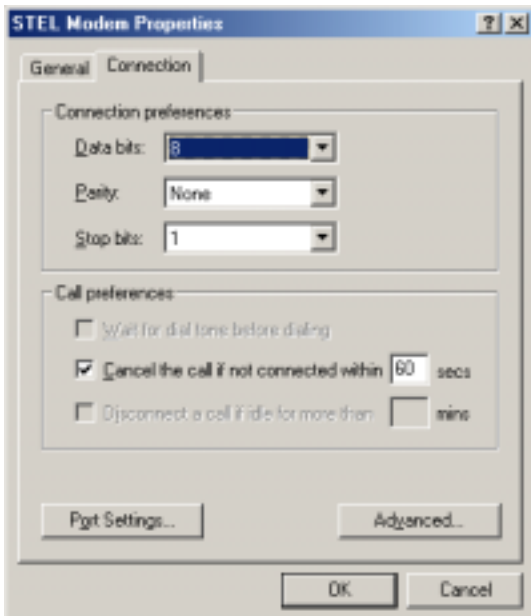 STEL Modem Properties
General Connection
Connection preferences
Data bits: 8
Parity: None
Stop bits: 1
Call preferences
Wait for dial tone before dialing
Cancel the call if not connected within 60 secs
Disconnect a call if idle for more than mins
Port Settings... Advanced...
OK Cancel